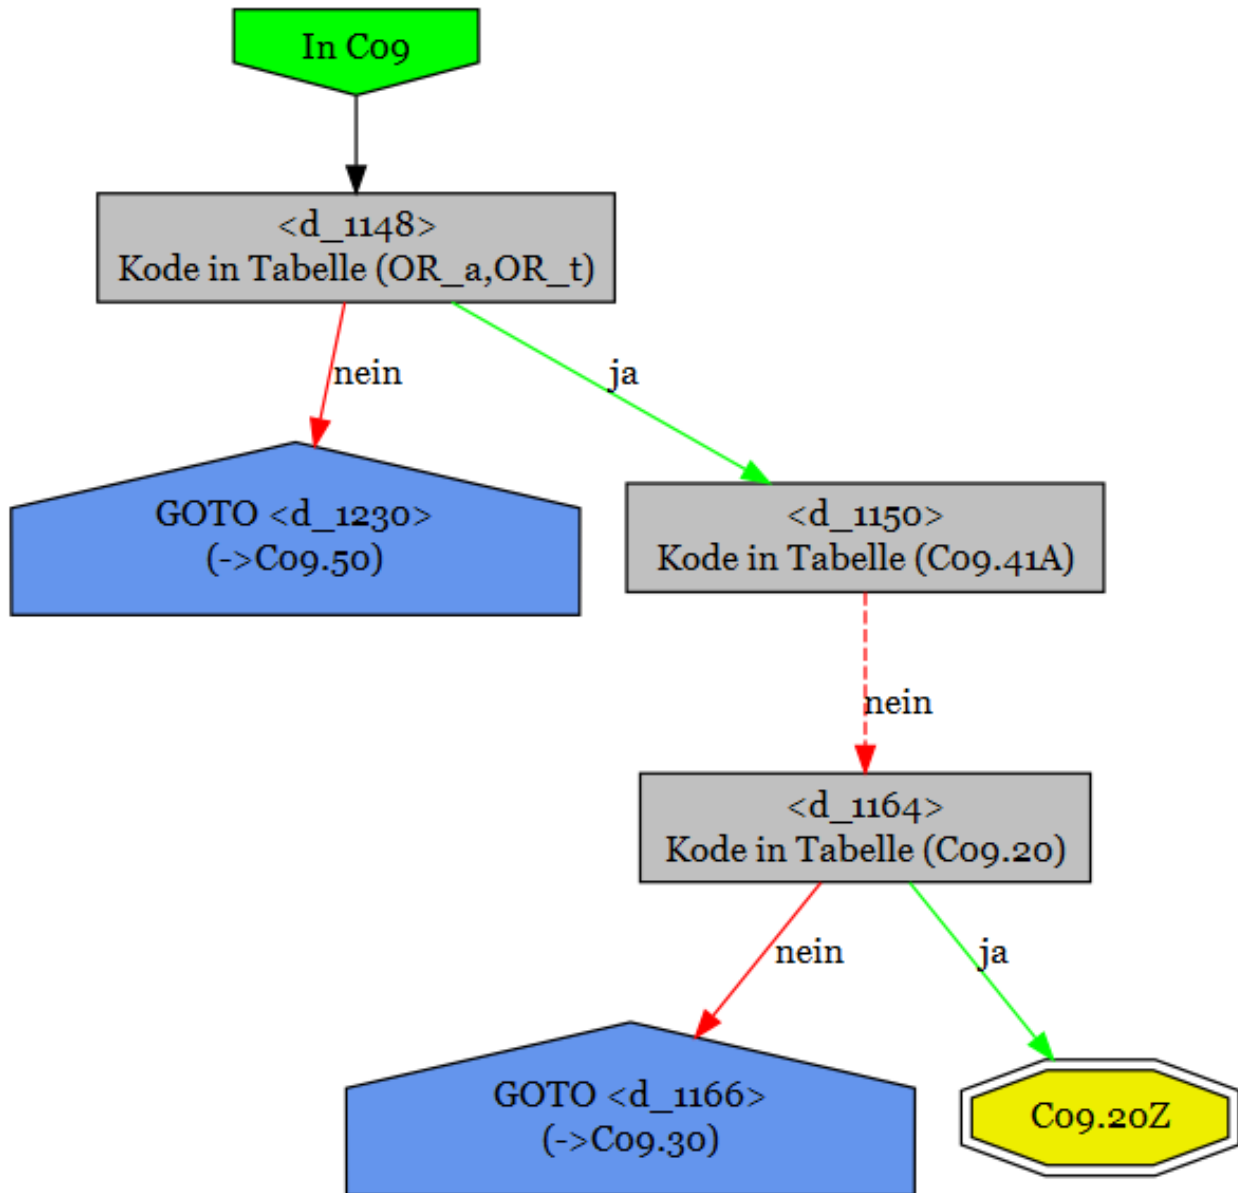 In C09
<d_1148>
Kode in Tabelle (OR_a,OR_t)
nein
ja
GOTO <d_1230>
(->C09.50)
<d_1150>
Kode in Tabelle (C09.41A)
nein
<d_1164>
Kode in Tabelle (C09.20)
nein
ja
GOTO <d_1166>
(->C09.30)
C09.20Z